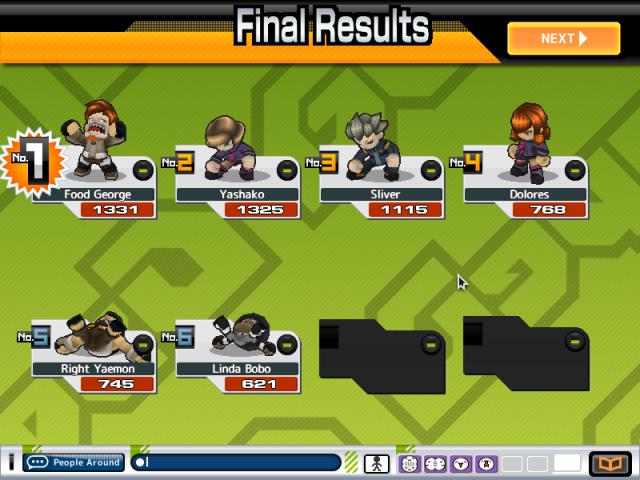 Final Results
NEXT
No. 1
Food George
1331
No. 2
Yashako
1325
No. 3
Sliver
1115
No. 4
Dolores
768
No. 5
Right Yaemon
745
No. 6
Linda Bobo
621
People Around